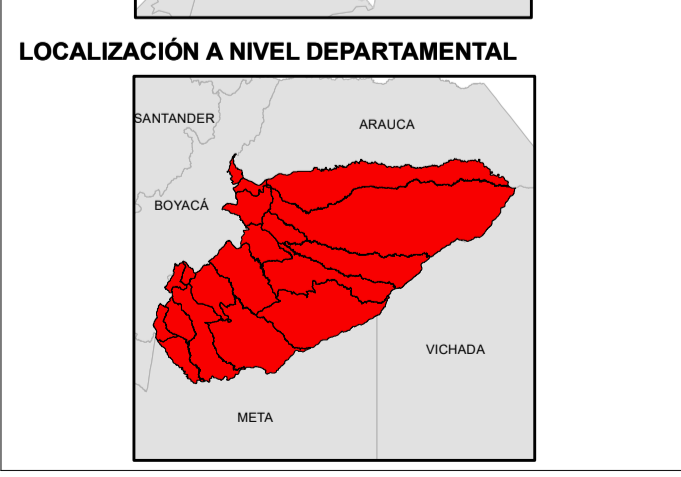 LOCALIZACIÓN A NIVEL DEPARTAMENTAL
SANTANDER
ARAUCA
BOYACÁ
VICHADA
META